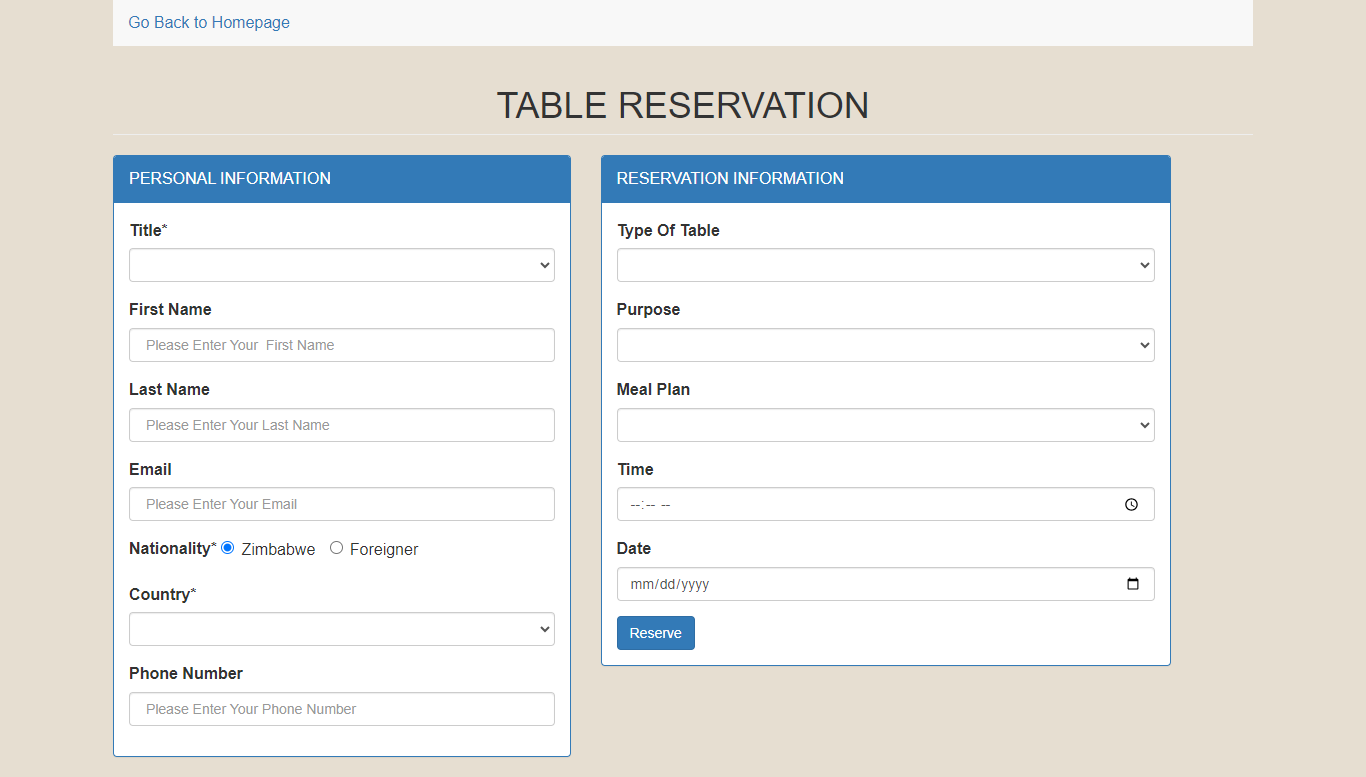 Go Back to Homepage
TABLE RESERVATION
PERSONAL INFORMATION
Title*
First Name
Please Enter Your  First Name
Last Name
Please Enter Your Last Name
Email
Please Enter Your Email
Nationality* Zimbabwe Foreigner
Country*
Phone Number
Please Enter Your Phone Number
RESERVATION INFORMATION
Type Of Table
Purpose
Meal Plan
Time
--:-- --
Date
mm/dd/yyyy
Reserve